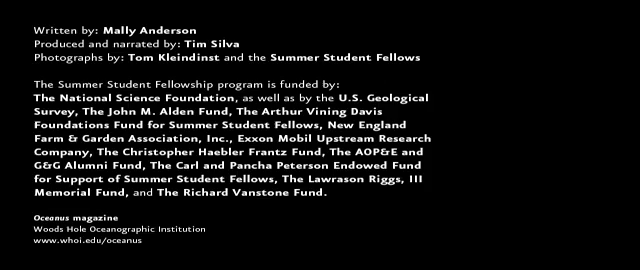 Written by: Mally Anderson
Produced and narrated by: Tim Silva
Photographs by: Tom Kleindinst and the Summer Student Fellows
The Summer Student Fellowship program is funded by:
The National Science Foundation, as well as by the U.S. Geological
Survey, The John M. Alden Fund, The Arthur Vining Davis
Foundations Fund for Summer Student Fellows, New England
Farm & Garden Association, Inc., Exxon Mobil Upstream Research
Company, The Christopher Haebler Frantz Fund, The AOP&E and
G&G Alumni Fund, The Carl and Pancha Peterson Endowed Fund
for Support of Summer Student Fellows, The Lawrason Riggs, III
Memorial Fund, and The Richard Vanstone Fund.
Oceanus magazine
Woods Hole Oceanographic Institution
www.whoi.edu/oceanus